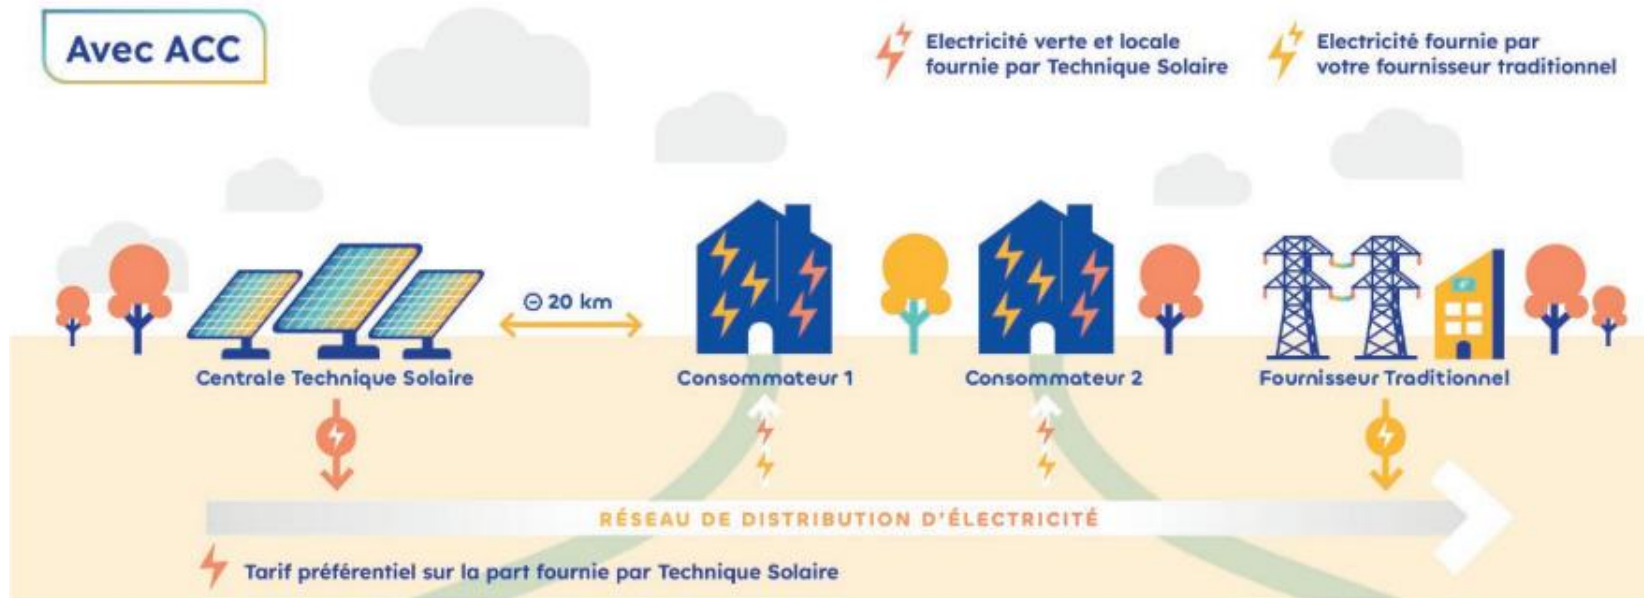 Avec ACC
Electricité verte et locale
fournie par Technique Solaire
Electricité fournie par
votre fournisseur traditionnel
⊖ 20 km
Centrale Technique Solaire
Consommateur 1
Consommateur 2
Fournisseur Traditionnel
RÉSEAU DE DISTRIBUTION D'ÉLECTRICITÉ
Tarif préférentiel sur la part fournie par Technique Solaire